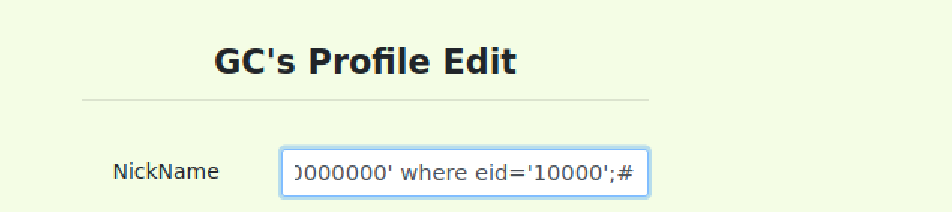 GC's Profile Edit
NickName
0000000' where eid='10000';#